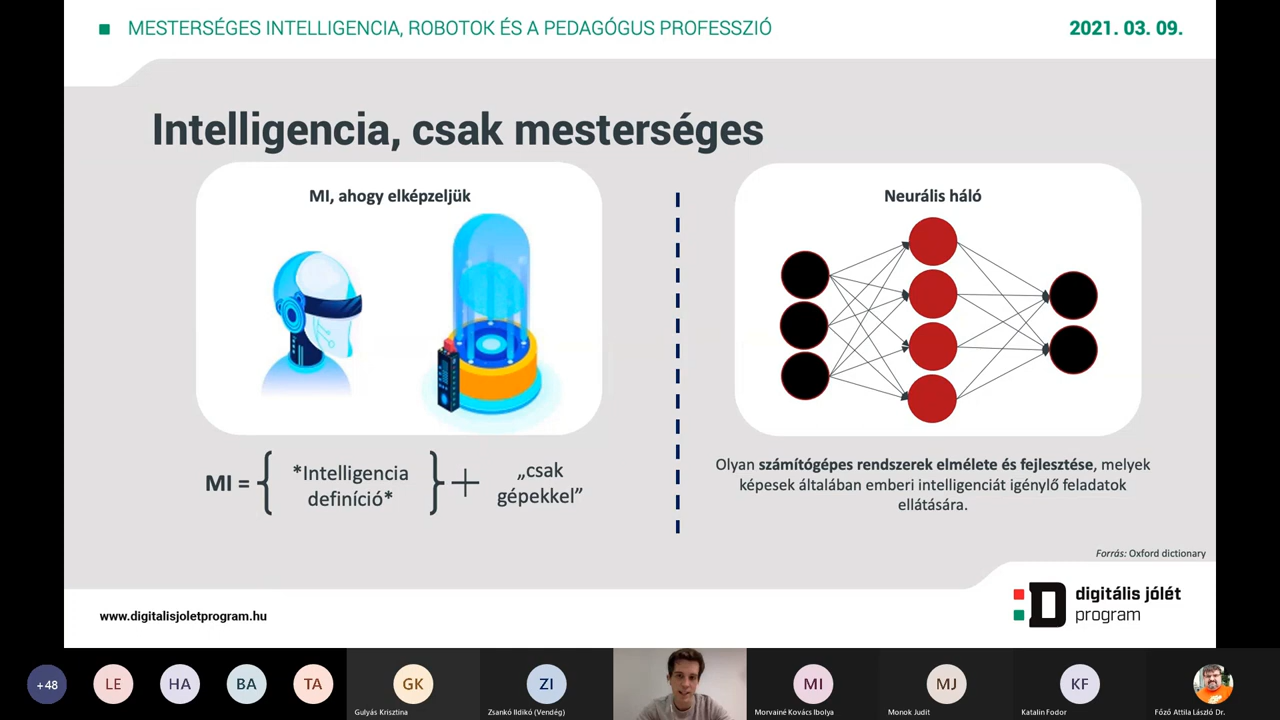 MESTERSÉGES INTELLIGENCIA, ROBOTOK ÉS A PEDAGÓGUS PROFESSZIÓ
2021. 03. 09.
Intelligencia, csak mesterséges
MI, ahogy elképzeljük
MI =
*Intelligencia
definíció*
+
„csak
gépekkel”
Neurális háló
Olyan számítógépes rendszerek elmélete és fejlesztése, melyek
képesek általában emberi intelligenciát igénylő feladatok
ellátására.
Forrás: Oxford dictionary
www.digitalisjoletprogram.hu
digitális jólét
program
+48
LE
HA
BA
TA
GK
Gulyás Krisztina
ZI
Zsankó Ildikó (Vendég)
MI
Morvainé Kovács Ibolya
MJ
Monok Judit
KF
Katalin Fodor
Főző Attila László Dr.